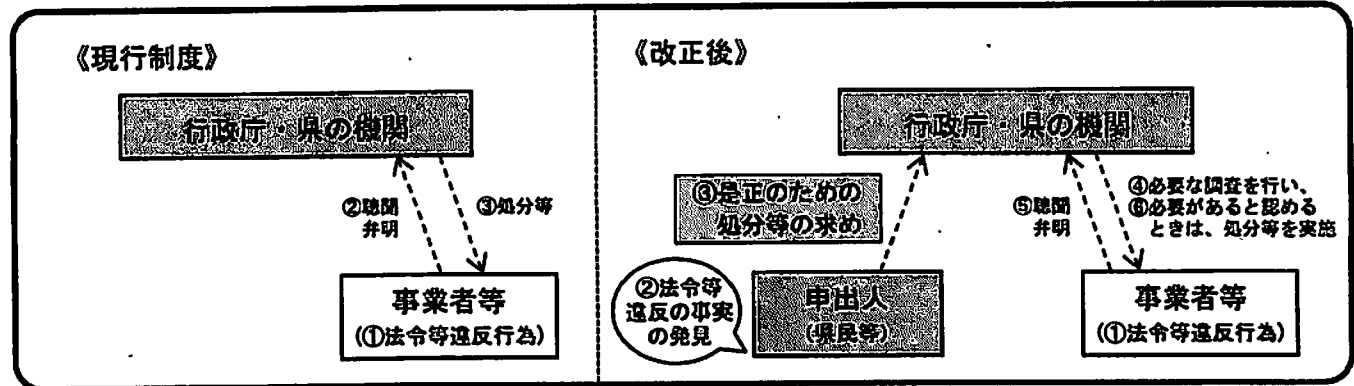 《現行制度》
行政庁・県の機関
②聴聞
弁明
③処分等
事業者等
(①法令等違反行為)
《改正後》
行政庁・県の機関
③是正のための
処分等の求め
⑤聴聞
弁明
④必要な調査を行い、
⑥必要があると認める
ときは、処分等を実施
②法令等
違反の事実
の発見
申出人
(県民等)
事業者等
(①法令等違反行為)